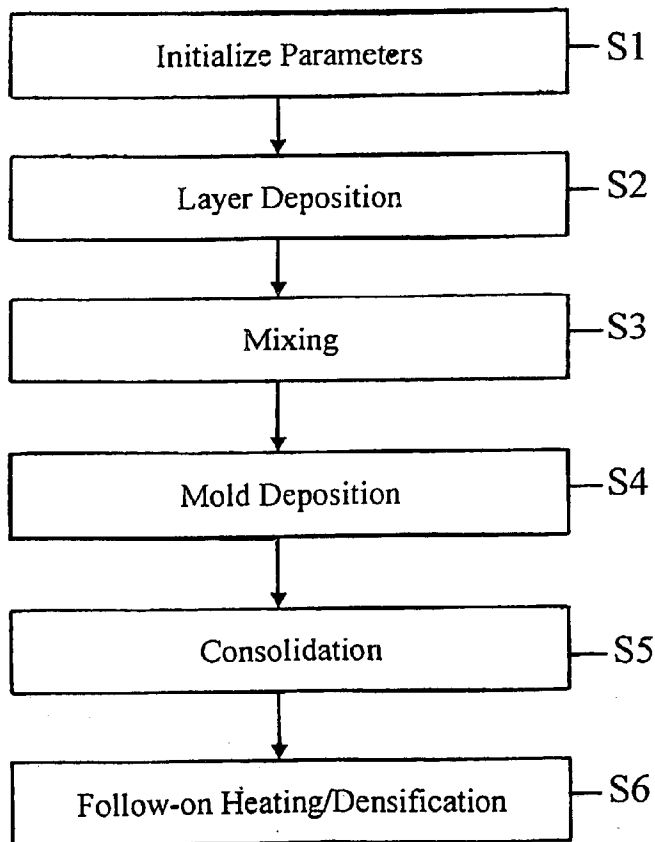 Initialize Parameters S1
Layer Deposition S2
Mixing S3
Mold Deposition S4
Consolidation S5
Follow-on Heating/Densification S6